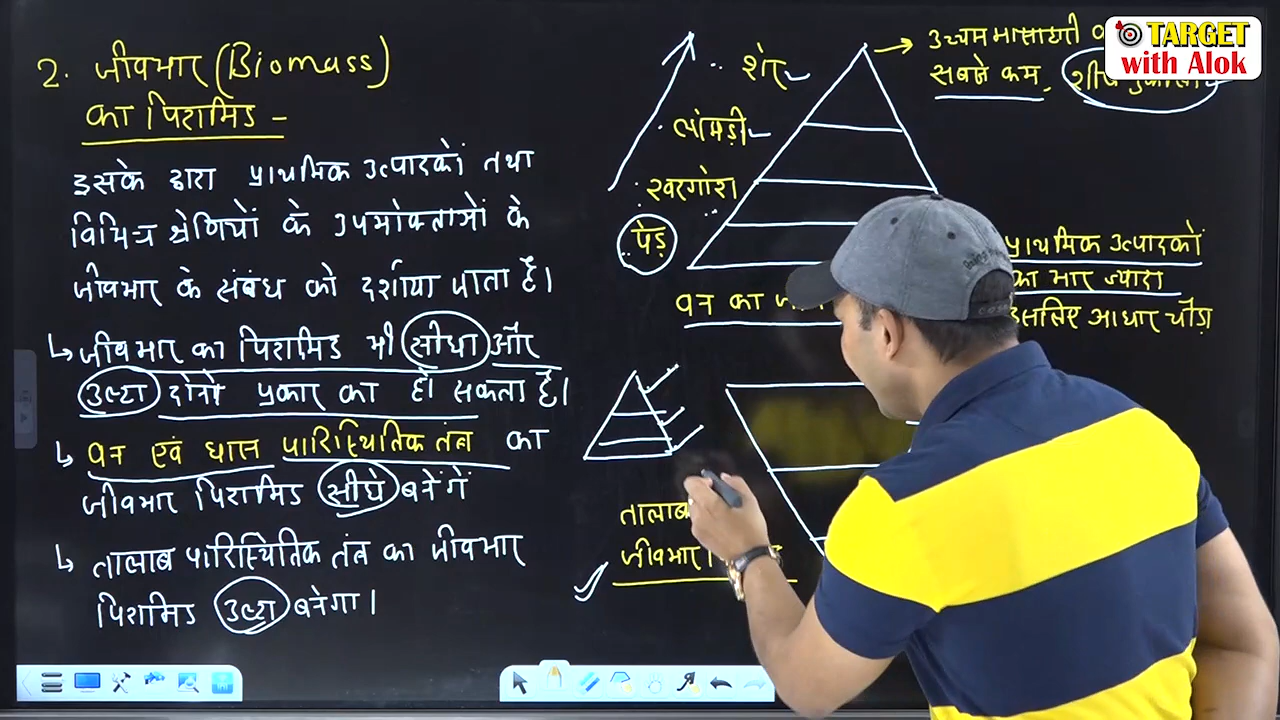 2. जीवभार (Biomass)
का पिरामिड -
इसके द्वारा प्राथमिक उत्पादकों तथा
विभिन्न श्रेणियों के उपभोक्ताओं के
जीवभार के संबंध को दर्शाया जाता है।
↳ जीवभार का पिरामिड भी सीधा और
उल्टा दोनों प्रकार का हो सकता है।
↳ वन एवं घास पारिस्थितिक तंत्र का
जीवभार पिरामिड सीधे बनेगें
↳ तालाब पारिस्थितिक तंत्र का जीवभार
पिरामिड उल्टा बनेगा।
शेर
लोमड़ी
खरगोश
पेड़
उच्चम मांसाहारी
सबसे कम
वन का
प्राथमिक उत्पादकों
का भार ज्यादा
इसलिए आधार चौड़ा
तालाब
जीवभार
TARGET
with Alok